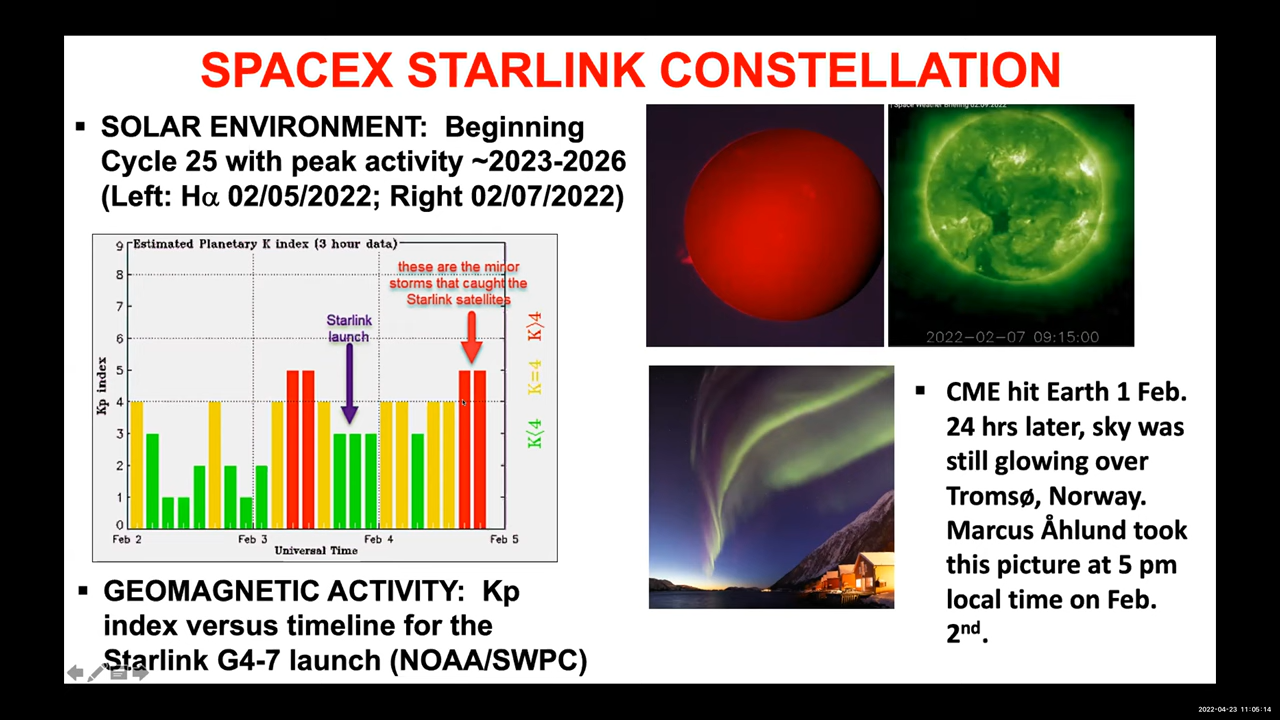 SPACEX STARLINK CONSTELLATION
▪ SOLAR ENVIRONMENT: Beginning
Cycle 25 with peak activity ~2023-2026
(Left: Hα 02/05/2022; Right 02/07/2022)
Estimated Planetary K index (3 hour data)
these are the minor
storms that caught the
Starlink satellites
Starlink
launch
Kp index
9
8
7
6
5
4
3
2
1
0
K>4
K=4
K<4
Feb 2
Feb 3
Feb 4
Feb 5
Universal Time
▪ GEOMAGNETIC ACTIVITY: Kp
index versus timeline for the
Starlink G4-7 launch (NOAA/SWPC)
Space Weather Briefing 02.09.2022
2022-02-07 09:15:00
▪ CME hit Earth 1 Feb.
24 hrs later, sky was
still glowing over
Tromsø, Norway.
Marcus Åhlund took
this picture at 5 pm
local time on Feb.
2nd.
2022-04-23 11:05:14